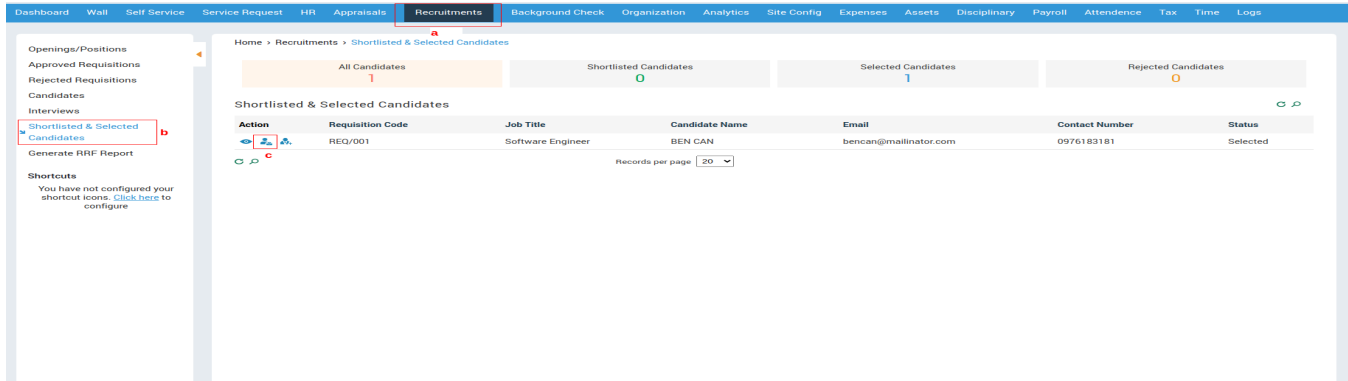 Dashboard Wall Self Service Service Request HR Appraisals Recruitments Background Check Organization Analytics Site Config Expenses Assets Disciplinary Payroll Attendence Tax Time Logs
a
Openings/Positions
Approved Requisitions
Rejected Requisitions
Candidates
Interviews
Shortlisted & Selected
Candidates
b
Generate RRF Report
Shortcuts
You have not configured your
shortcut icons. Click here to
configure
Home › Recruitments › Shortlisted & Selected Candidates
All Candidates
1
Shortlisted Candidates
0
Selected Candidates
1
Rejected Candidates
0
Shortlisted & Selected Candidates
Action Requisition Code Job Title Candidate Name Email Contact Number Status
REQ/001 Software Engineer BEN CAN bencan@mailinator.com 0976183181 Selected
c
Records per page 20